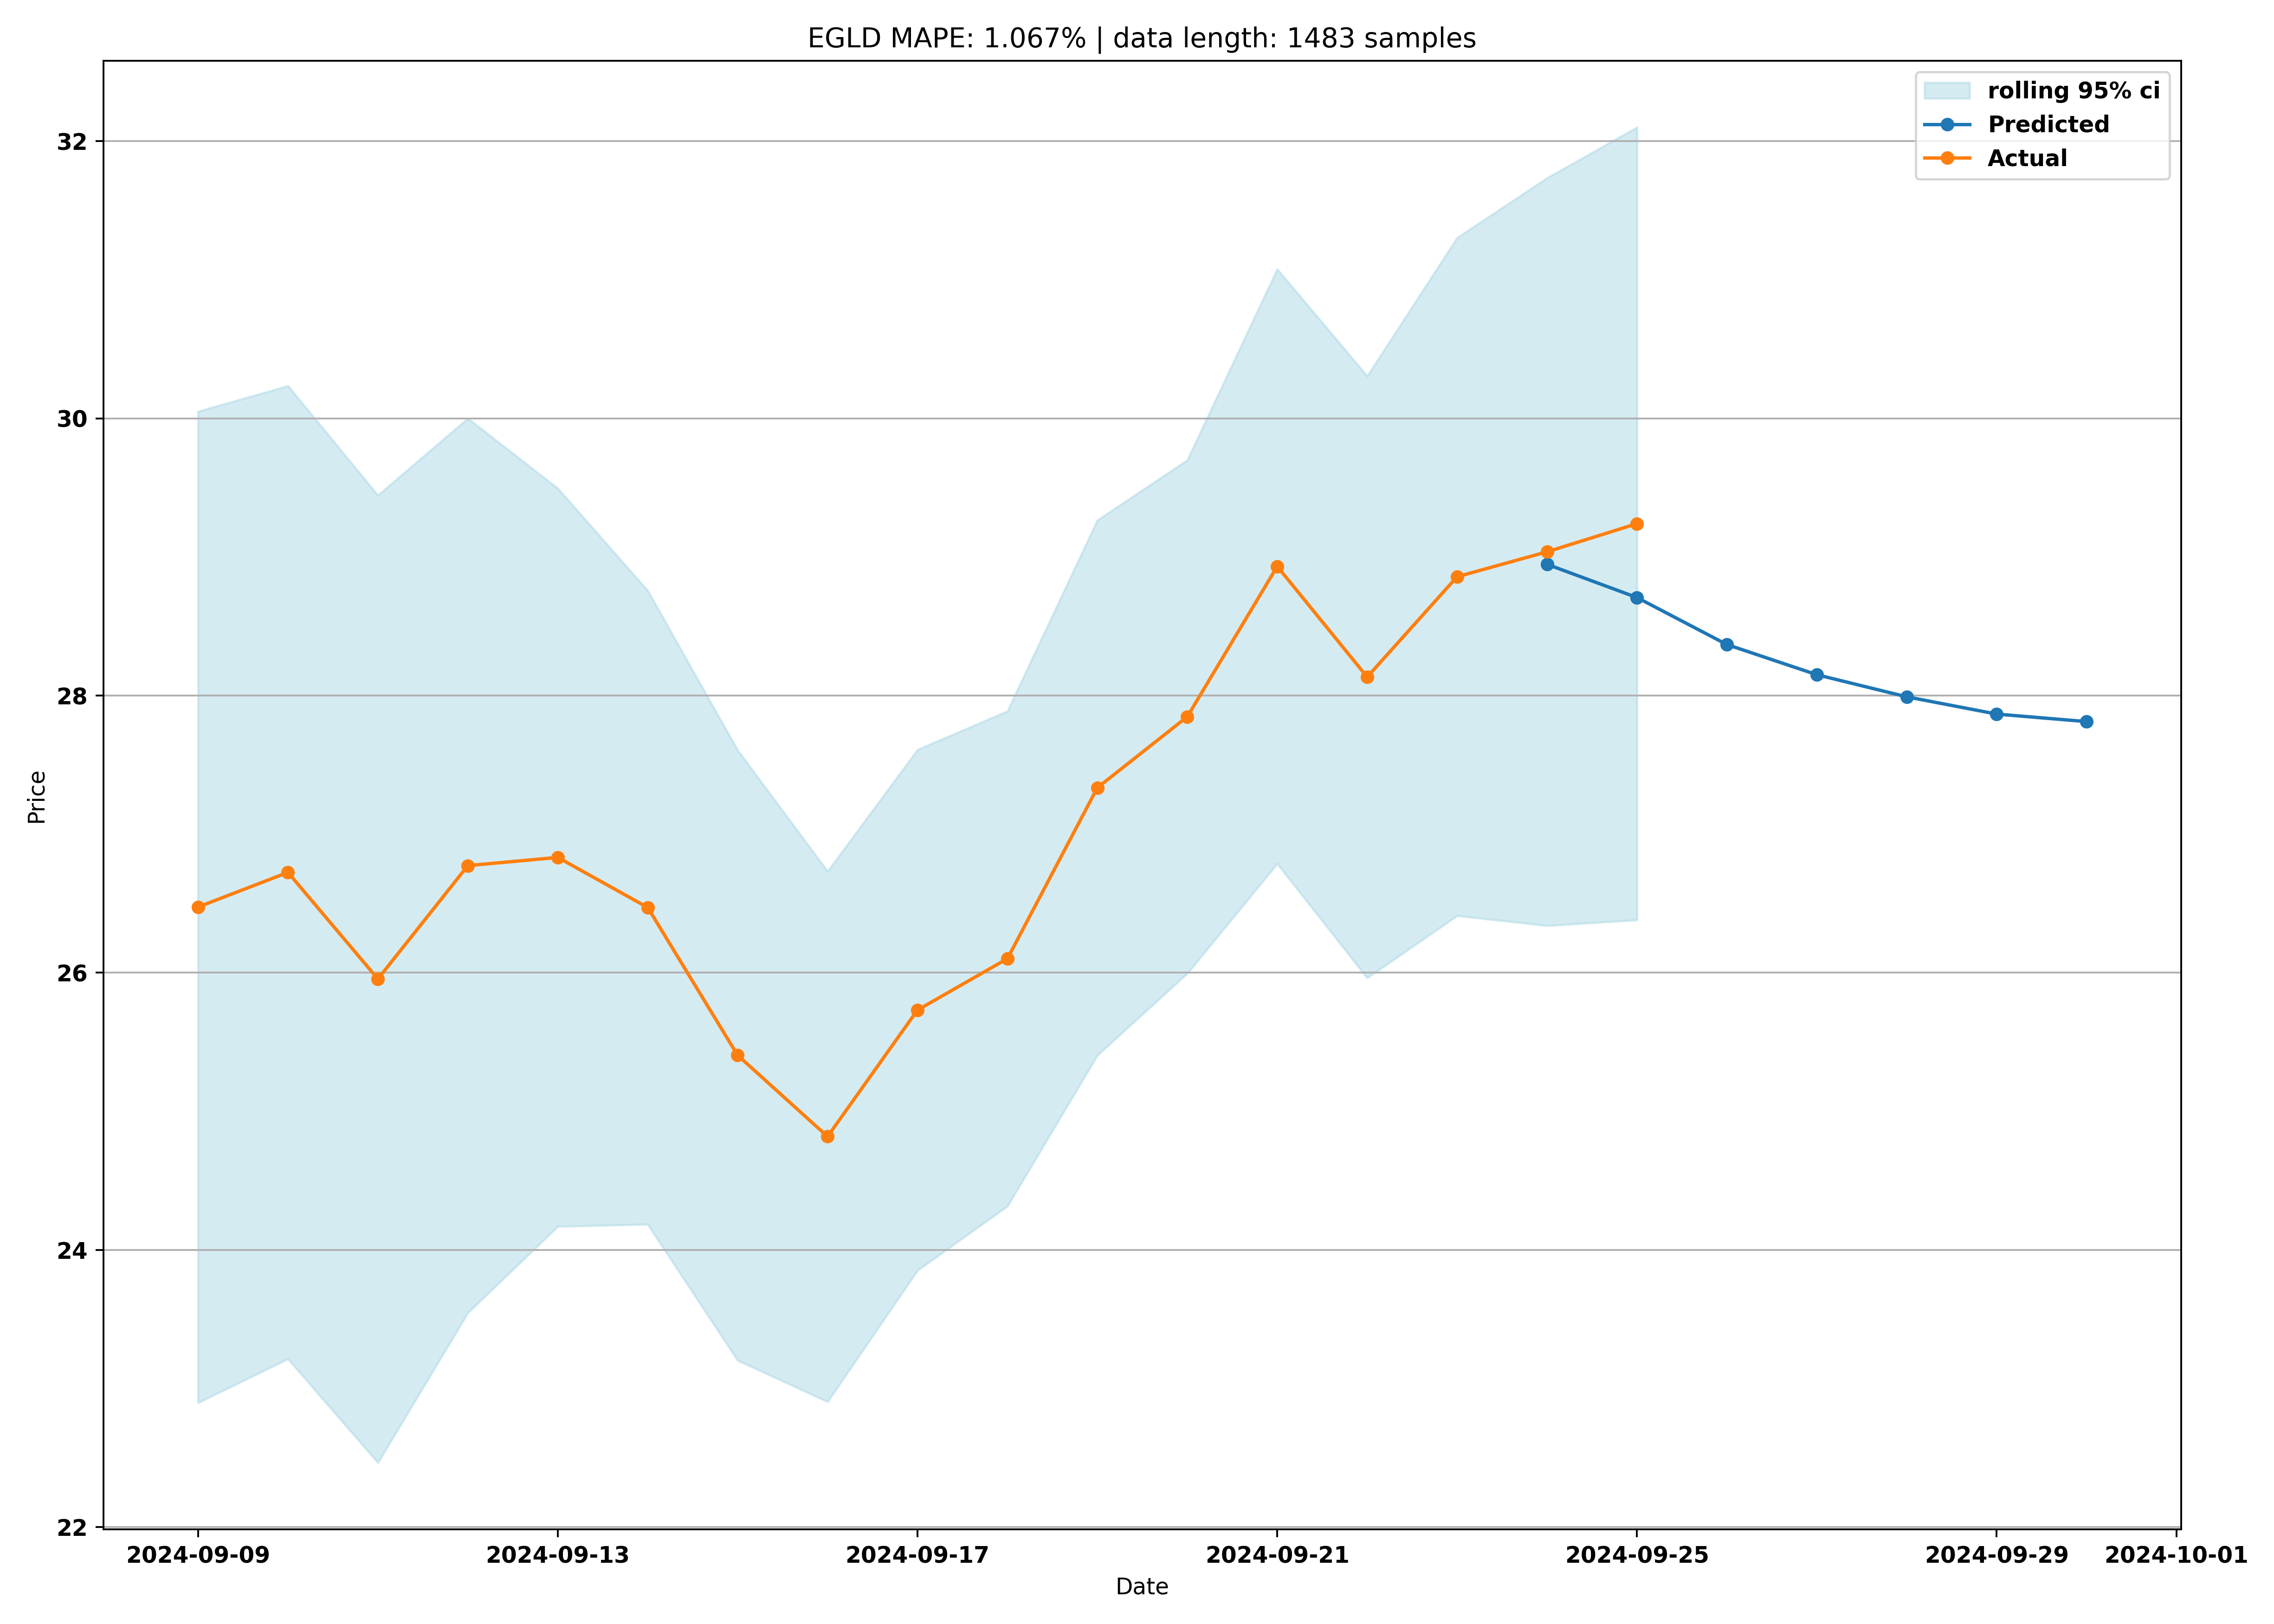 EGLD MAPE: 1.067% | data length: 1483 samples
rolling 95% ci
Predicted
Actual
32
30
28
26
24
22
Price
2024-09-09 2024-09-13 2024-09-17 2024-09-21 2024-09-25 2024-09-29 2024-10-01
Date